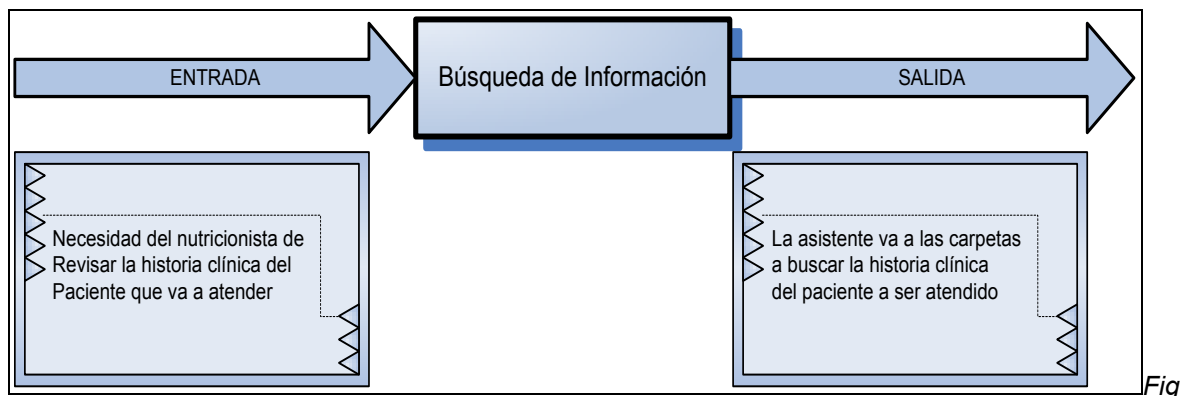 ENTRADA
Búsqueda de Información
SALIDA
Necesidad del nutricionista de
Revisar la historia clínica del
Paciente que va a atender
La asistente va a las carpetas
a buscar la historia clínica
del paciente a ser atendido
Fig